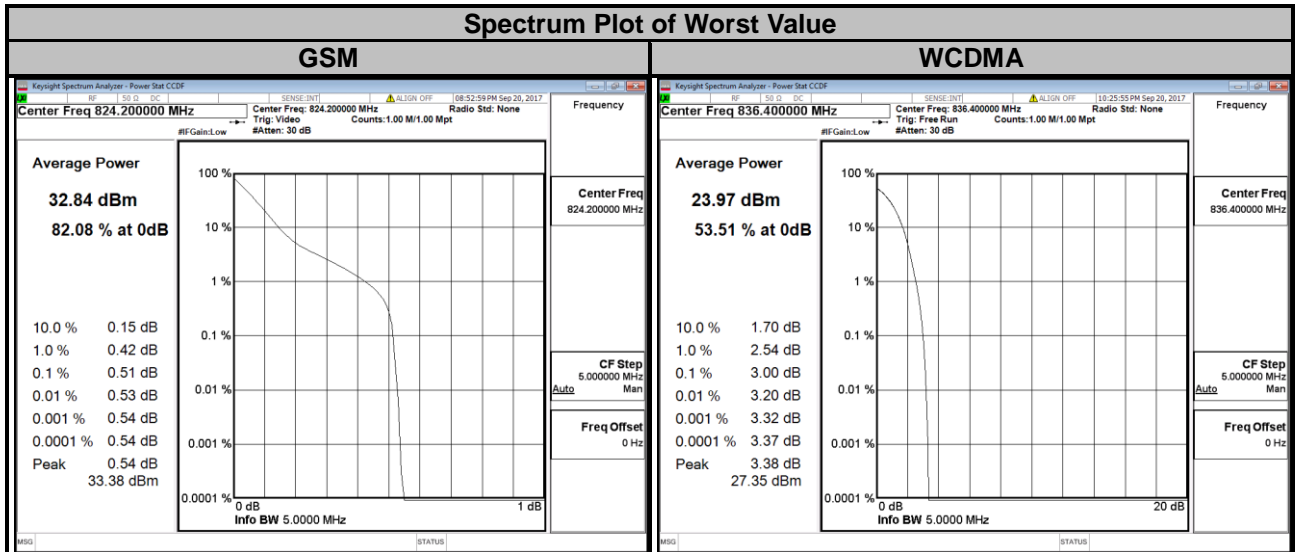 Spectrum Plot of Worst Value
GSM
WCDMA
Keysight Spectrum Analyzer - Power Stat CCDF
RF 50 Ω DC SENSE:INT ALIGN OFF 08:52:59 PM Sep 20, 2017
Center Freq 824.200000 MHz
Center Freq: 824.200000 MHz Radio Std: None
Trig: Video Counts:1.00 M/1.00 Mpt
#IFGain:Low #Atten: 30 dB
Average Power
32.84 dBm
82.08 % at 0dB
10.0 % 0.15 dB
1.0 % 0.42 dB
0.1 % 0.51 dB
0.01 % 0.53 dB
0.001 % 0.54 dB
0.0001 % 0.54 dB
Peak 0.54 dB
33.38 dBm
100 %
10 %
1 %
0.1 %
0.01 %
0.001 %
0.0001 %
0 dB 1 dB
Info BW 5.0000 MHz
Frequency
Center Freq
824.200000 MHz
CF Step
5.000000 MHz
Auto Man
Freq Offset
0 Hz
MSG STATUS
Keysight Spectrum Analyzer - Power Stat CCDF
RF 50 Ω DC SENSE:INT ALIGN OFF 10:25:55 PM Sep 20, 2017
Center Freq 836.400000 MHz
Center Freq: 836.400000 MHz Radio Std: None
Trig: Free Run Counts:1.00 M/1.00 Mpt
#IFGain:Low #Atten: 30 dB
Average Power
23.97 dBm
53.51 % at 0dB
10.0 % 1.70 dB
1.0 % 2.54 dB
0.1 % 3.00 dB
0.01 % 3.20 dB
0.001 % 3.32 dB
0.0001 % 3.37 dB
Peak 3.38 dB
27.35 dBm
100 %
10 %
1 %
0.1 %
0.01 %
0.001 %
0.0001 %
0 dB 20 dB
Info BW 5.0000 MHz
Frequency
Center Freq
836.400000 MHz
CF Step
5.000000 MHz
Auto Man
Freq Offset
0 Hz
MSG STATUS